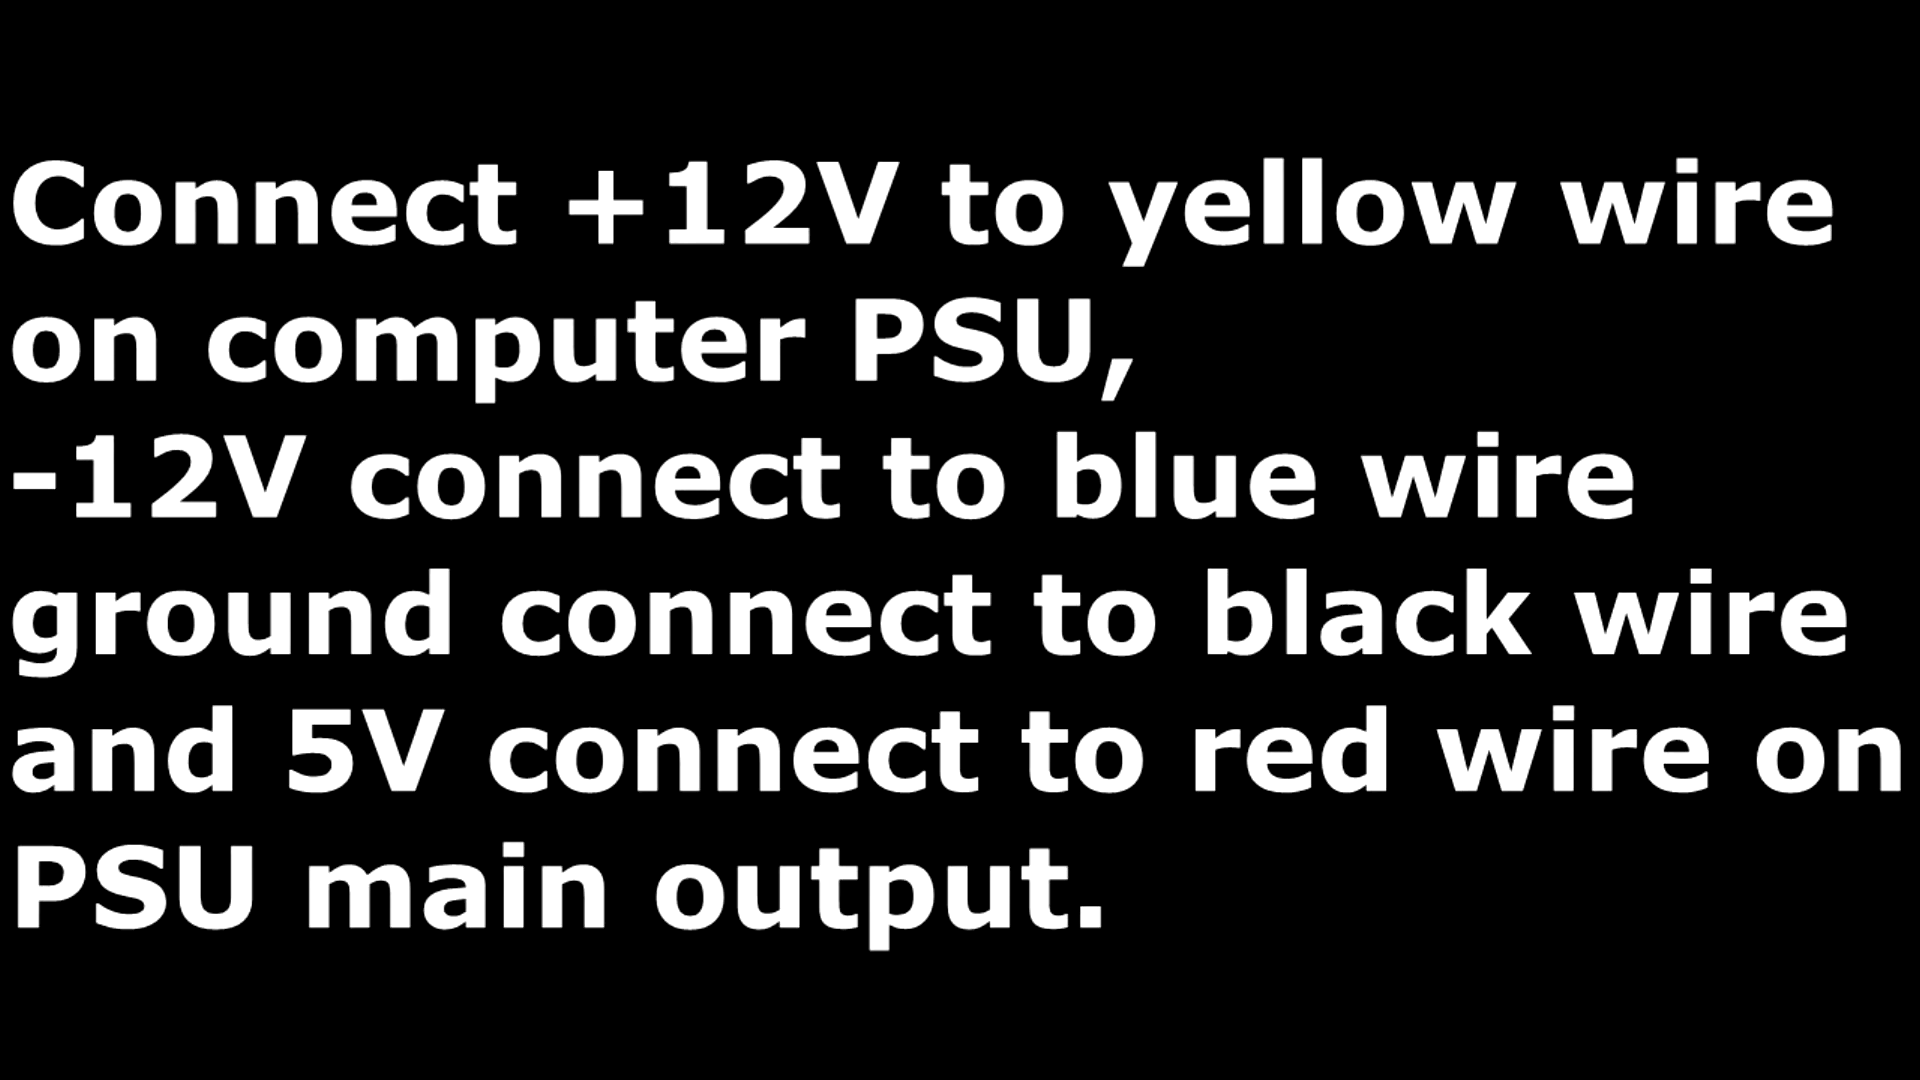 Connect +12V to yellow wire
on computer PSU,
-12V connect to blue wire
ground connect to black wire
and 5V connect to red wire on
PSU main output.